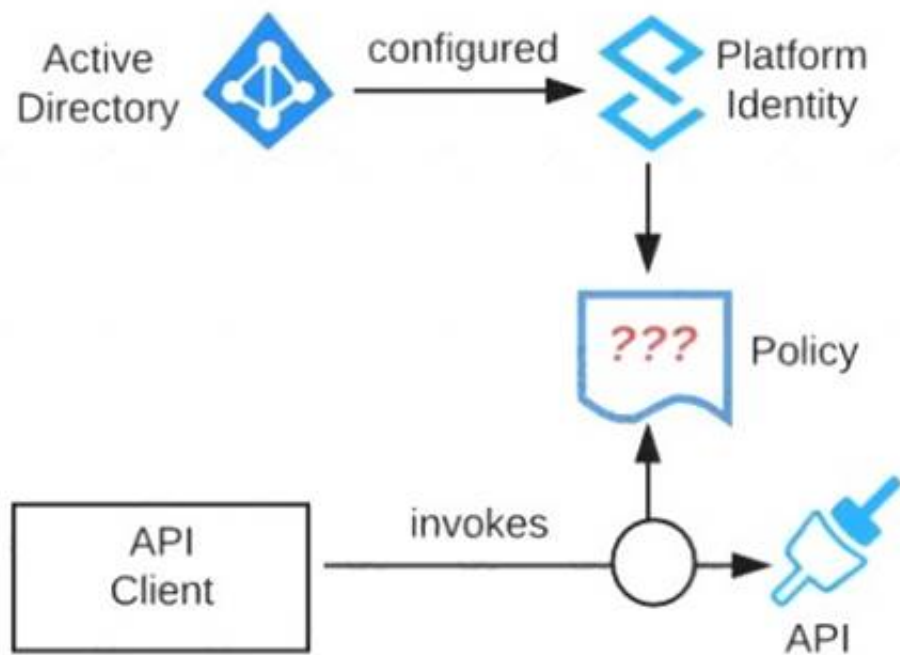 Active
Directory
configured
Platform
Identity
???
Policy
API
Client
invokes
API